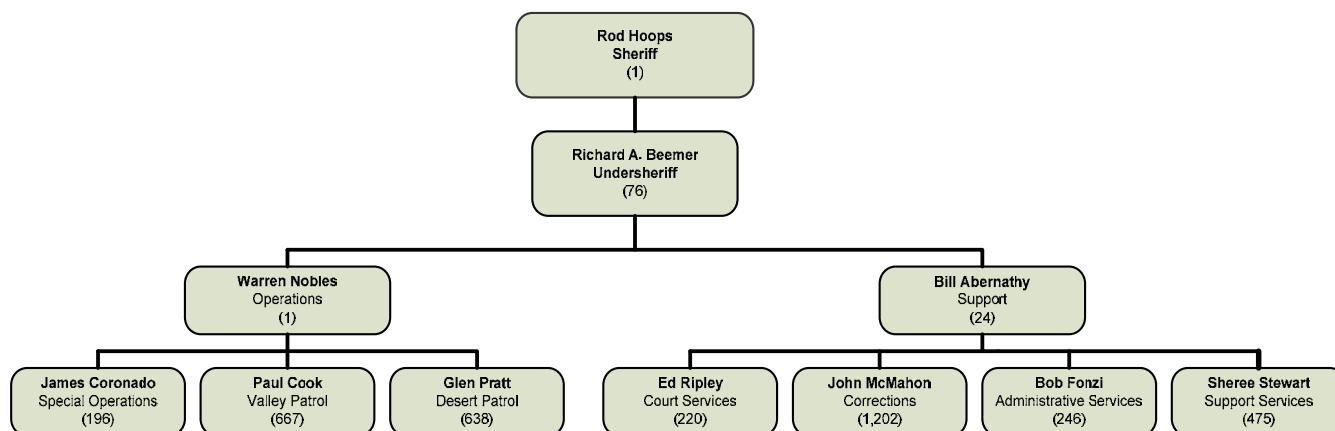 Rod Hoops
Sheriff
(1)
Richard A. Beemer
Undersheriff
(76)
Warren Nobles
Operations
(1)
Bill Abernathy
Support
(24)
James Coronado
Special Operations
(196)
Paul Cook
Valley Patrol
(667)
Glen Pratt
Desert Patrol
(638)
Ed Ripley
Court Services
(220)
John McMahon
Corrections
(1,202)
Bob Fonzi
Administrative Services
(246)
Sheree Stewart
Support Services
(475)